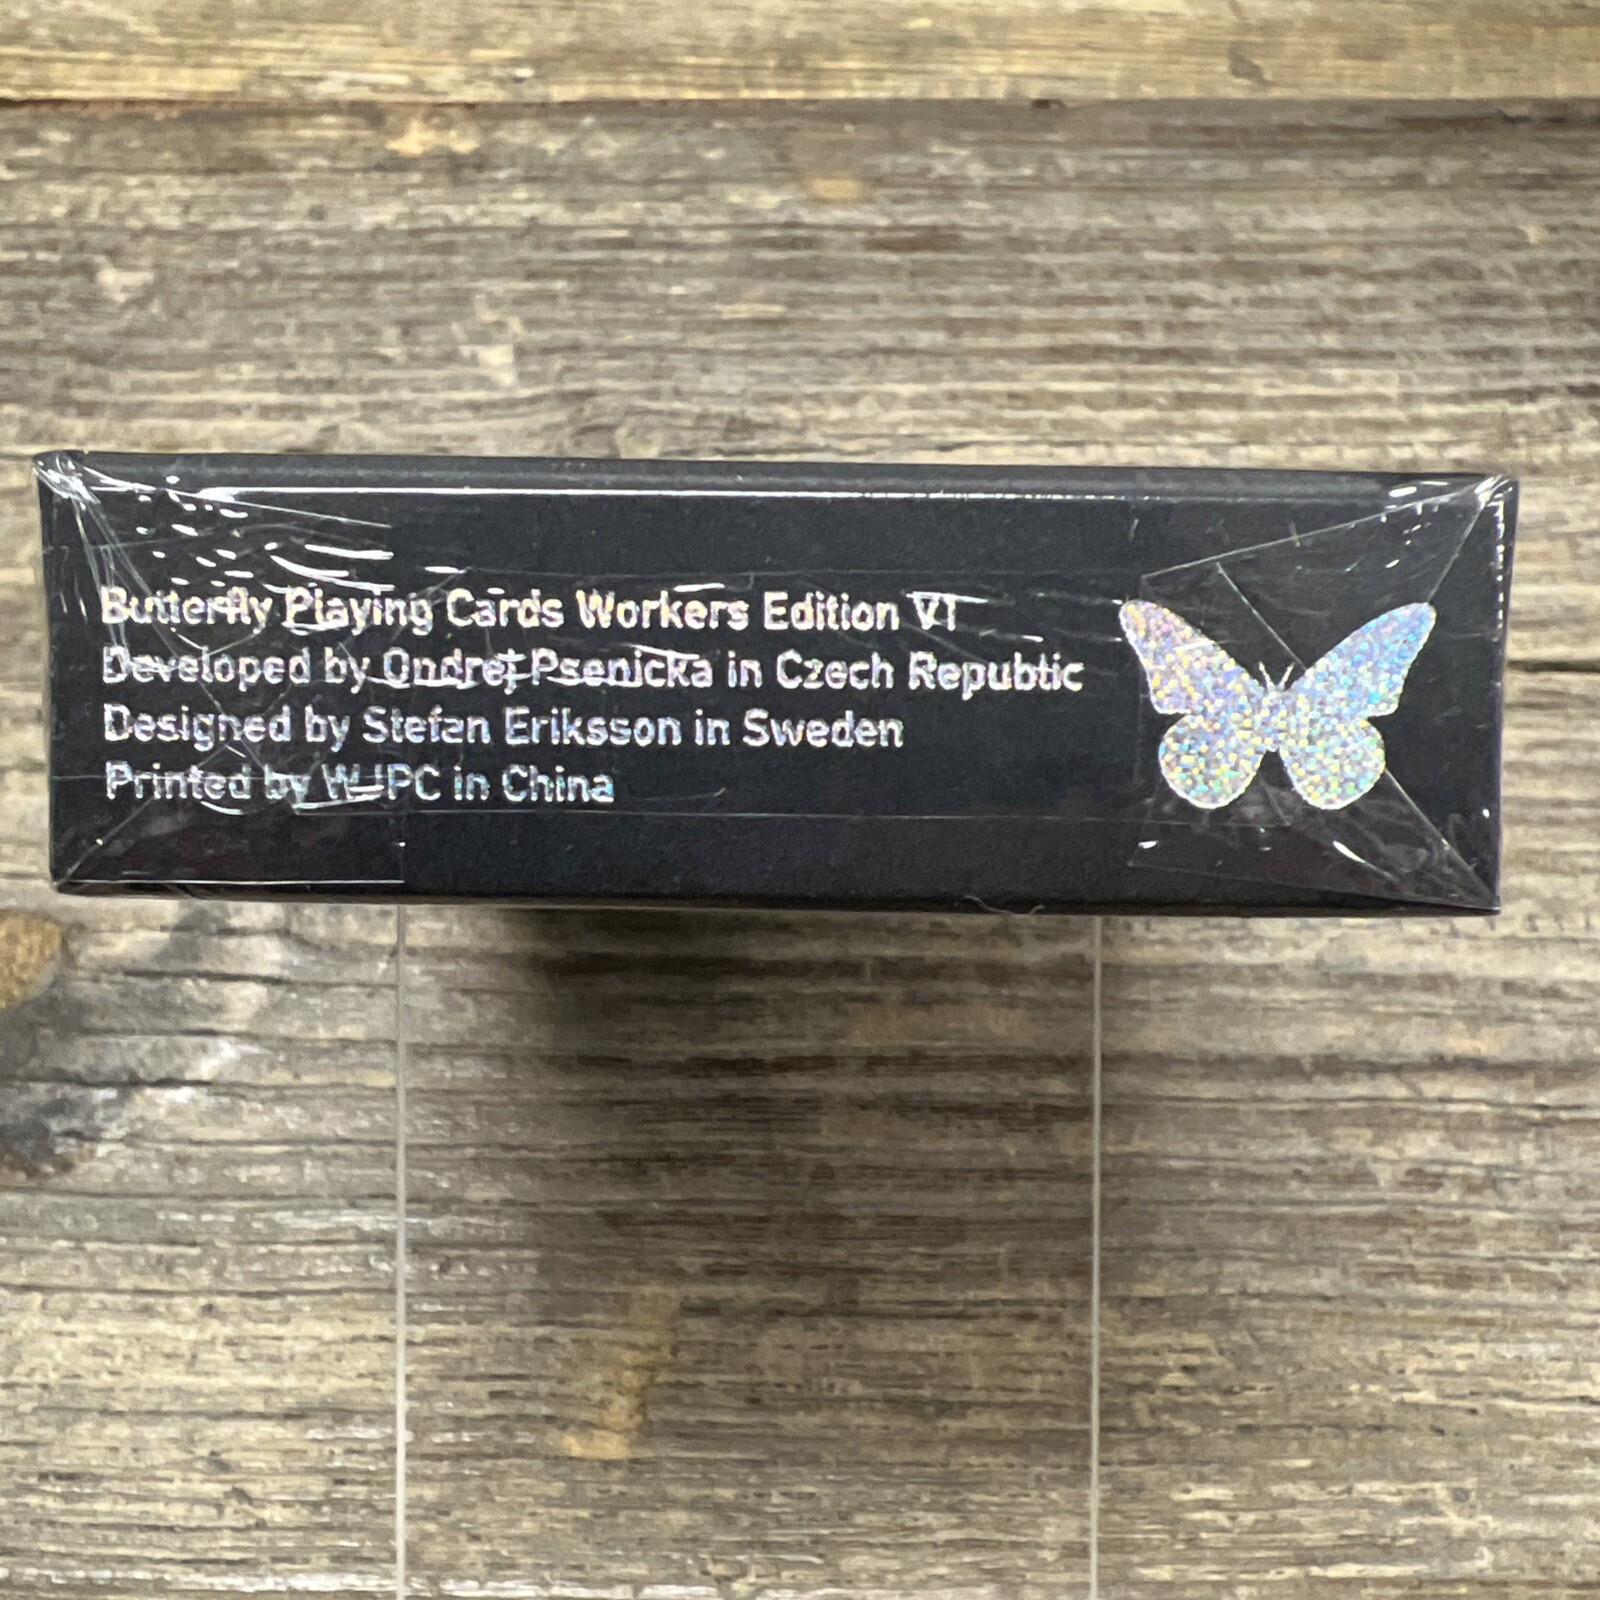 Butterfly Playing Cards Workers Edition V1
Developed by Ondrej Psenicka in Czech Republic
Designed by Stefan Eriksson in Sweden
Printed by WJPC in China